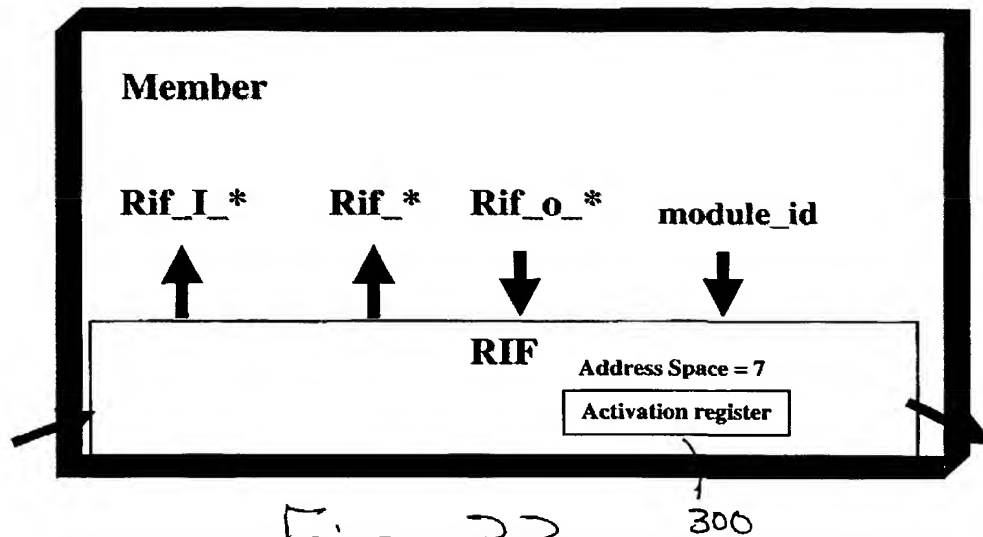 Member
Rif_I_* Rif_* Rif_o_* module_id
RIF
Address Space = 7
Activation register
300